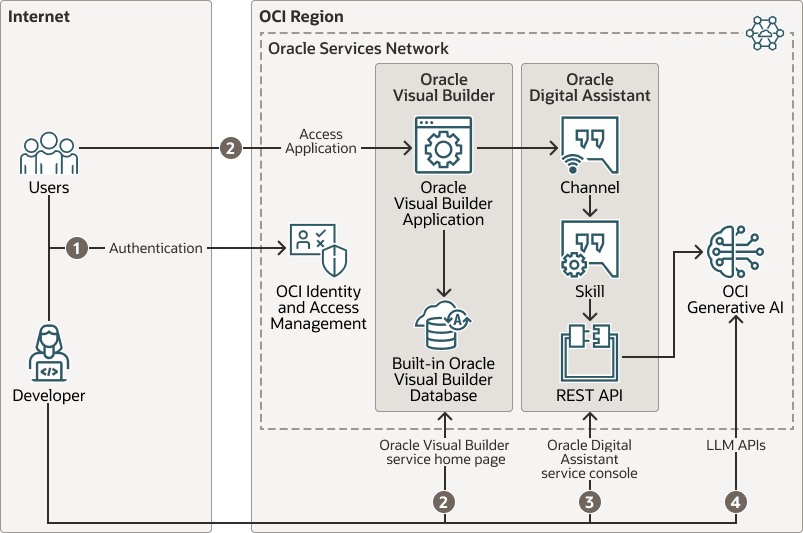 Internet
OCI Region
Oracle Services Network
Oracle
Visual Builder
Oracle
Digital Assistant
Users
2
Access
Application
Oracle
Visual Builder
Application
Channel
1
Authentication
OCI Identity
and Access
Management
Skill
OCI
Generative AI
Developer
</>
A
Built-in Oracle
Visual Builder
Database
REST API
Oracle Visual Builder
service home page
Oracle Digital
Assistant
service console
LLM APIs
2
3
4